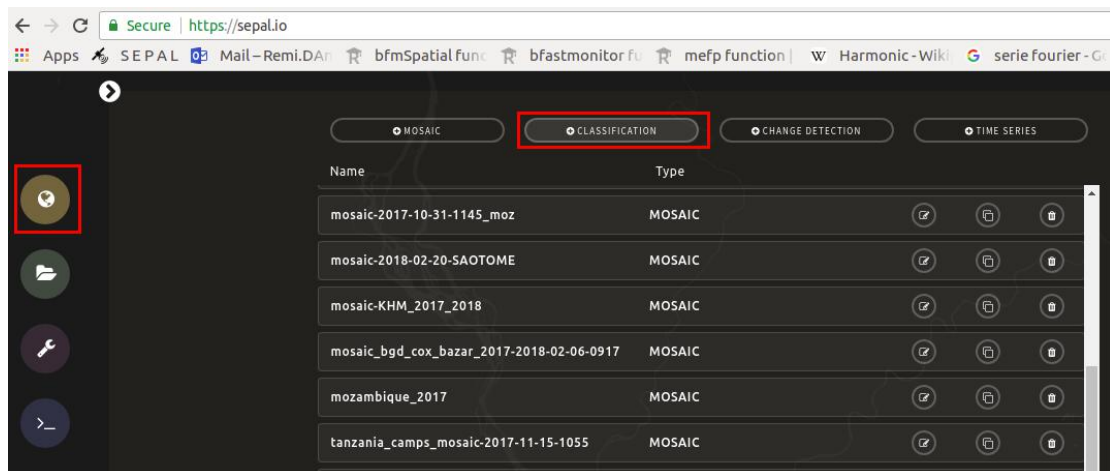 Secure | https://sepal.io
Apps SEPAL Mail – Remi.DAn bfmSpatial func bfastmonitor fu mefp function | W Harmonic - Wiki G serie fourier - Go
MOSAIC CLASSIFICATION CHANGE DETECTION TIME SERIES
Name Type
mosaic-2017-10-31-1145_moz MOSAIC
mosaic-2018-02-20-SAOTOME MOSAIC
mosaic-KHM_2017_2018 MOSAIC
mosaic_bgd_cox_bazar_2017-2018-02-06-0917 MOSAIC
mozambique_2017 MOSAIC
>_
tanzania_camps_mosaic-2017-11-15-1055 MOSAIC